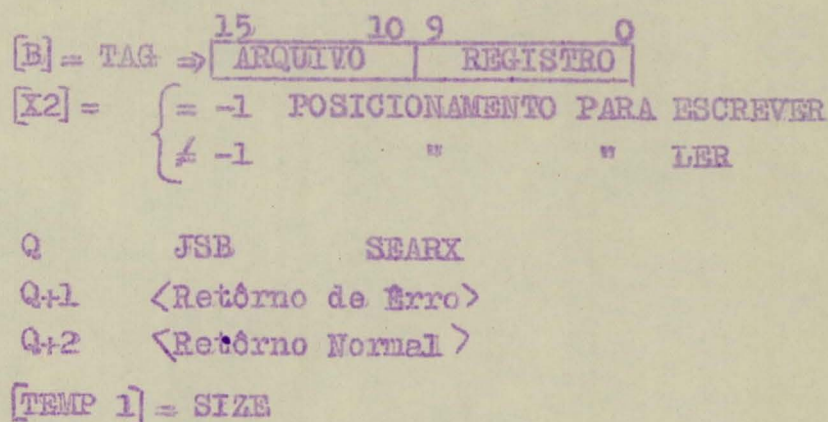 15 10 9 0
[B] = TAG ⇒ ARQUIVO | REGISTRO
[X2] = { = -1 POSICIONAMENTO PARA ESCREVER
≠ -1 " " LER
Q JSB SEARX
Q+1 <Retôrno de Êrro>
Q+2 <Retôrno Normal>
[TEMP 1] = SIZE